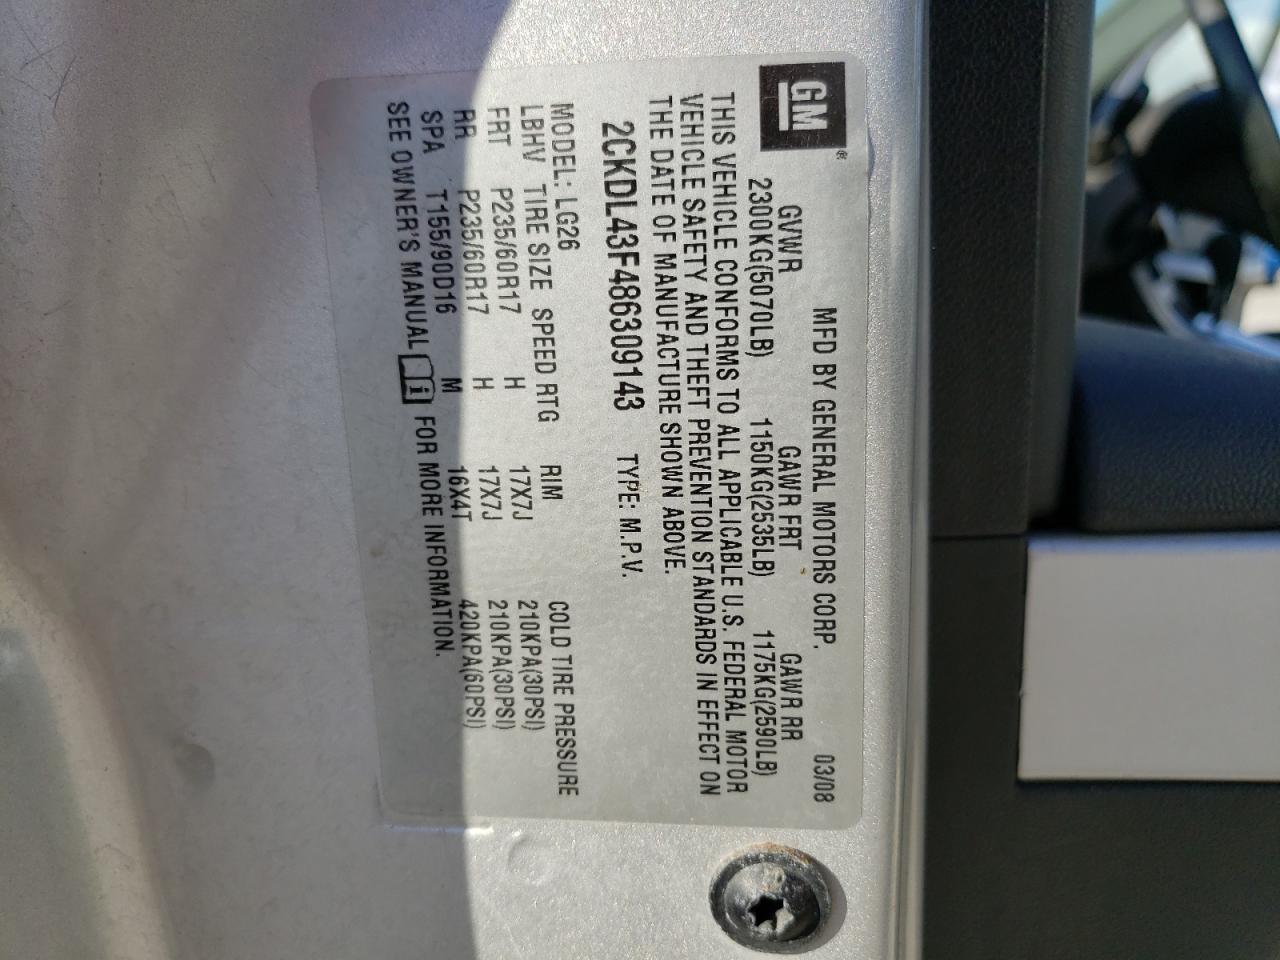 GM®
MFD BY GENERAL MOTORS CORP. 03/08
GVWR GAWR FRT GAWR RR
2300KG(5070LB) 1150KG(2535LB) 1175KG(2590LB)
THIS VEHICLE CONFORMS TO ALL APPLICABLE U.S. FEDERAL MOTOR
VEHICLE SAFETY AND THEFT PREVENTION STANDARDS IN EFFECT ON
THE DATE OF MANUFACTURE SHOWN ABOVE.
2CKDL43F486309143 TYPE: M.P.V.
MODEL: LG26
LBHV TIRE SIZE SPEED RTG RIM COLD TIRE PRESSURE
FRT P235/60R17 H 17X7J 210KPA(30PSI)
RR P235/60R17 H 17X7J 210KPA(30PSI)
SPA T155/90D16 M 16X4T 420KPA(60PSI)
SEE OWNER'S MANUAL i FOR MORE INFORMATION.